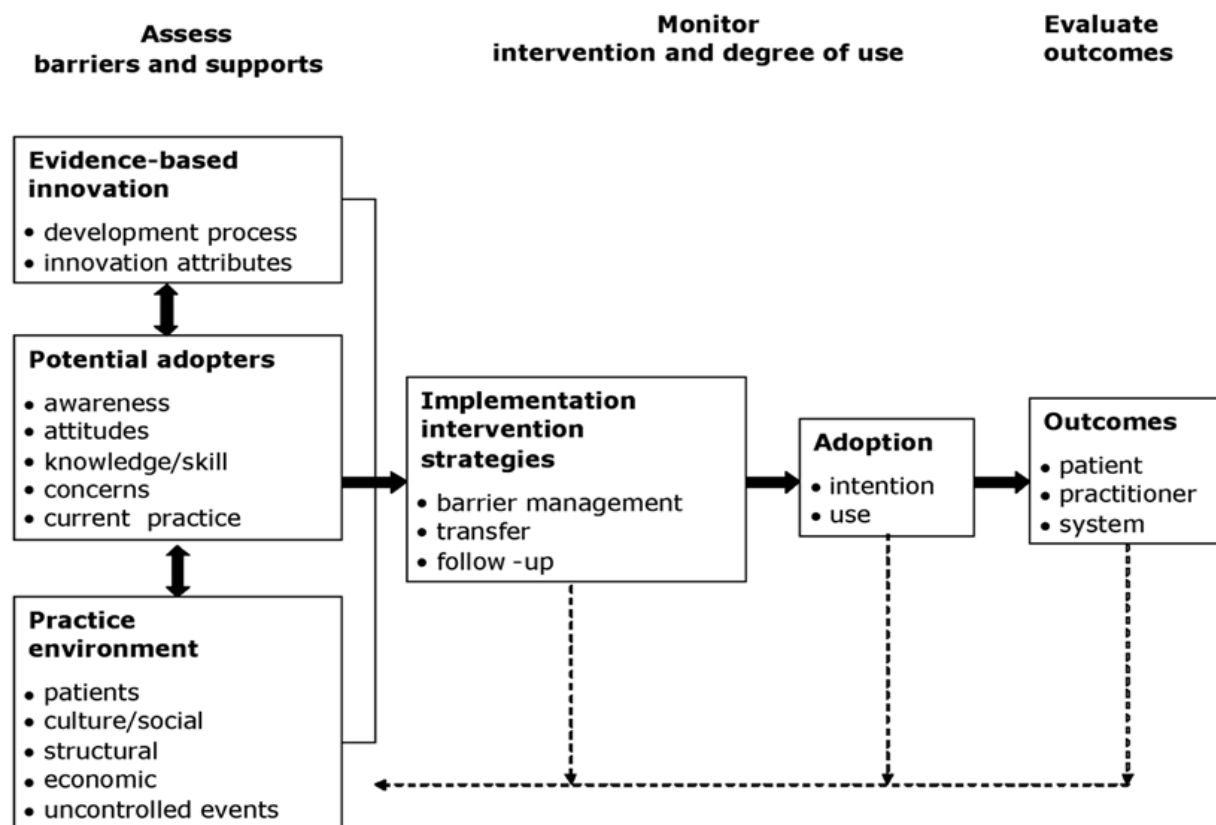 Assess
barriers and supports
Monitor
intervention and degree of use
Evaluate
outcomes
Evidence-based
innovation
• development process
• innovation attributes
Potential adopters
• awareness
• attitudes
• knowledge/skill
• concerns
• current practice
Practice
environment
• patients
• culture/social
• structural
• economic
• uncontrolled events
Implementation
intervention
strategies
• barrier management
• transfer
• follow -up
Adoption
• intention
• use
Outcomes
• patient
• practitioner
• system